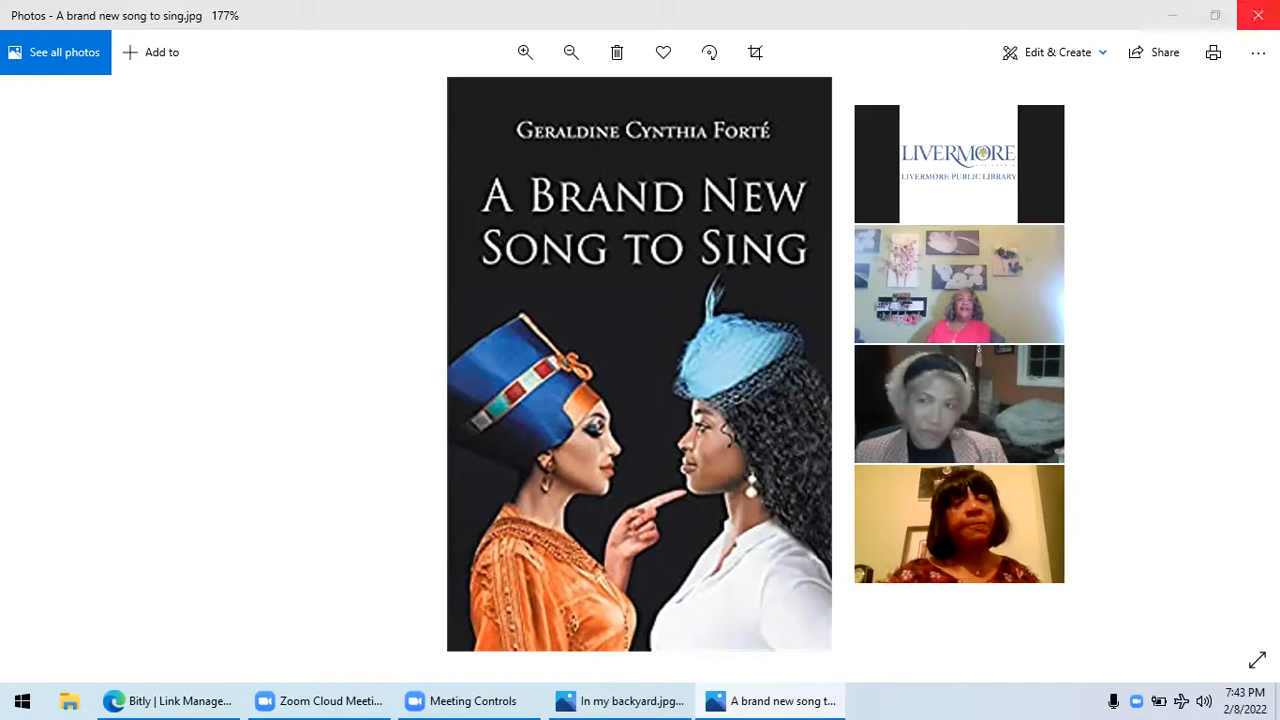 Photos - A brand new song to sing.jpg   177%
See all photos
Add to
Edit & Create
Share
GERALDINE CYNTHIA FORTÉ
A BRAND NEW
SONG TO SING
LIVERMORE
LIVERMORE PUBLIC LIBRARY
Bitly | Link Manage...
Zoom Cloud Meeti...
Meeting Controls
In my backyard.jpg...
A brand new song t...
7:43 PM
2/8/2022